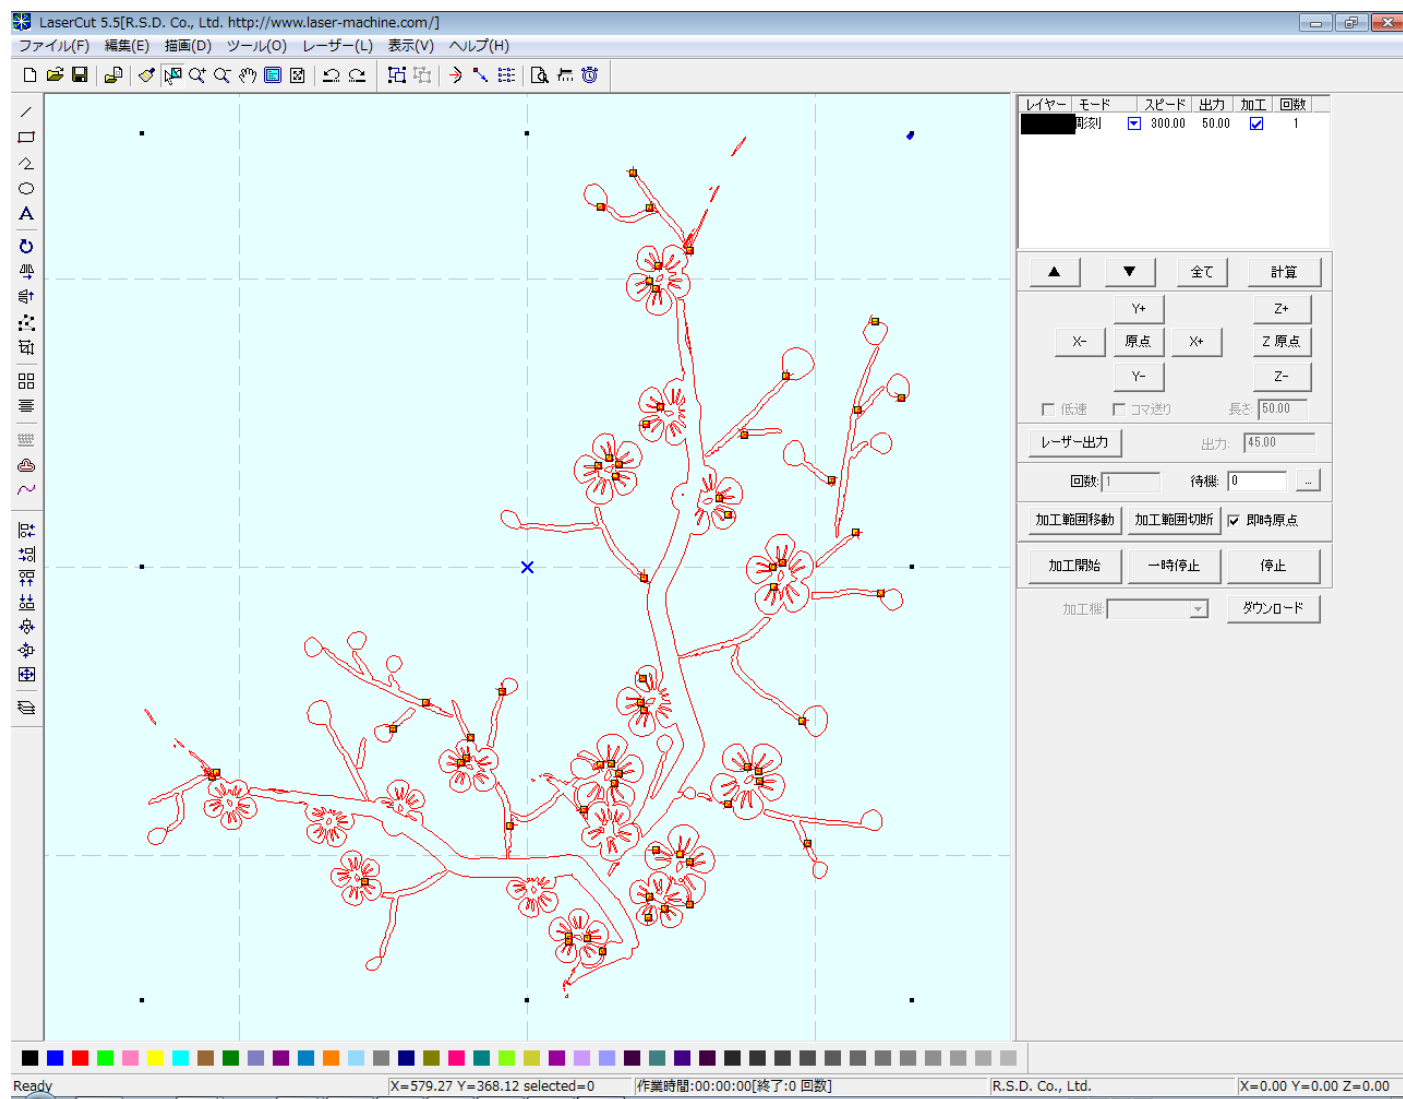 LaserCut 5.5[R.S.D. Co., Ltd. http://www.laser-machine.com/]
ファイル(F) 編集(E) 描画(D) ツール(O) レーザー(L) 表示(V) ヘルプ(H)
レイヤー モード スピード 出力 加工 回数
彫刻 300.00 50.00 1
▲ ▼ 全て 計算
Y+ Z+
X- 原点 X+ Z 原点
Y- Z-
低速 コマ送り 長さ: 50.00
レーザー出力 出力: 45.00
回数: 1 待機: 0 ...
加工範囲移動 加工範囲切断 即時原点
加工開始 一時停止 停止
加工機: ダウンロード
Ready X=579.27 Y=368.12 selected=0 作業時間:00:00:00[終了:0 回数] R.S.D. Co., Ltd. X=0.00 Y=0.00 Z=0.00